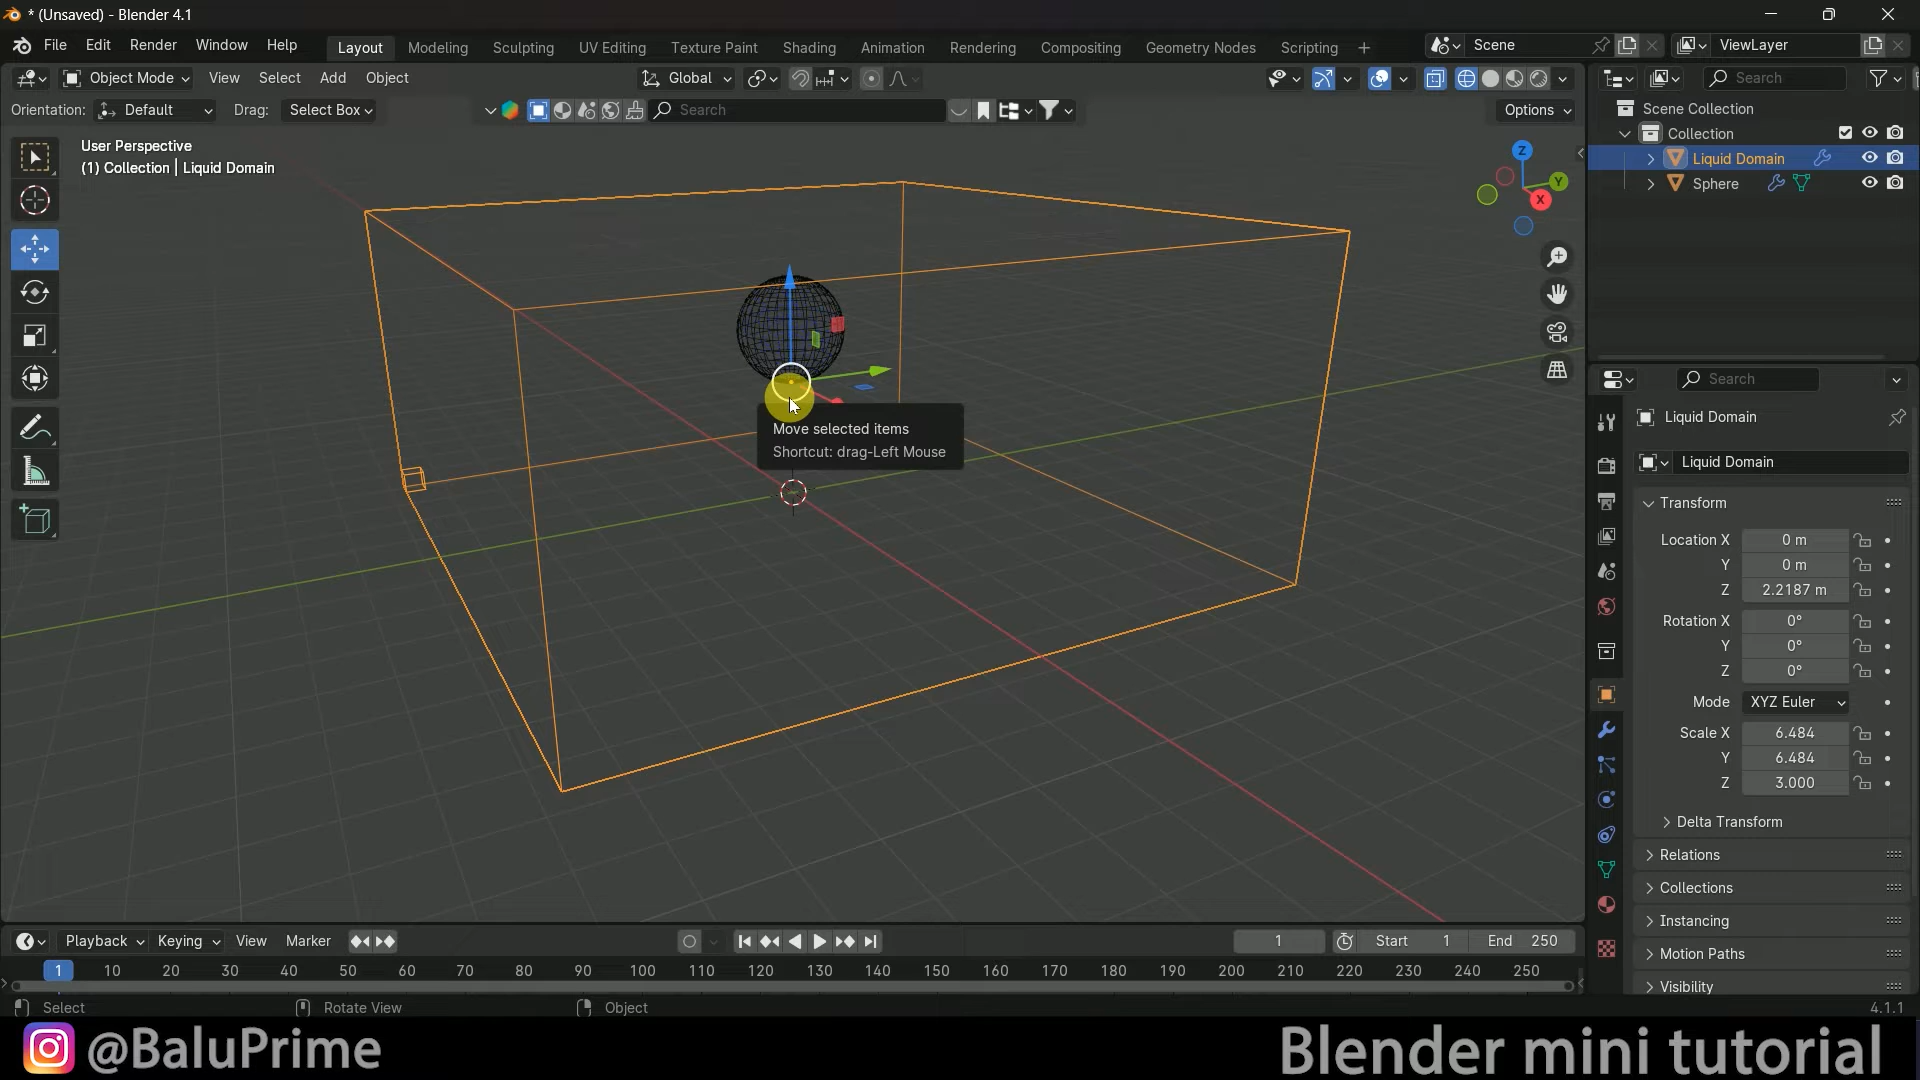 * (Unsaved) - Blender 4.1
File Edit Render Window Help Layout Modeling Sculpting UV Editing Texture Paint Shading Animation Rendering Compositing Geometry Nodes Scripting + Scene ViewLayer
Object Mode View Select Add Object Global Search
Orientation: Default Drag: Select Box Search Options
User Perspective
(1) Collection | Liquid Domain
Z
Y
X
Scene Collection
Collection
Liquid Domain
Sphere
Move selected items
Shortcut: drag-Left Mouse
Search
Liquid Domain
Liquid Domain
Transform
Location X 0 m
Y 0 m
Z 2.2187 m
Rotation X 0°
Y 0°
Z 0°
Mode XYZ Euler
Scale X 6.484
Y 6.484
Z 3.000
Delta Transform
Relations
Collections
Instancing
Motion Paths
Visibility
Playback Keying View Marker 1 Start 1 End 250
1 10 20 30 40 50 60 70 80 90 100 110 120 130 140 150 160 170 180 190 200 210 220 230 240 250
Select Rotate View Object 4.1.1
@BaluPrime Blender mini tutorial